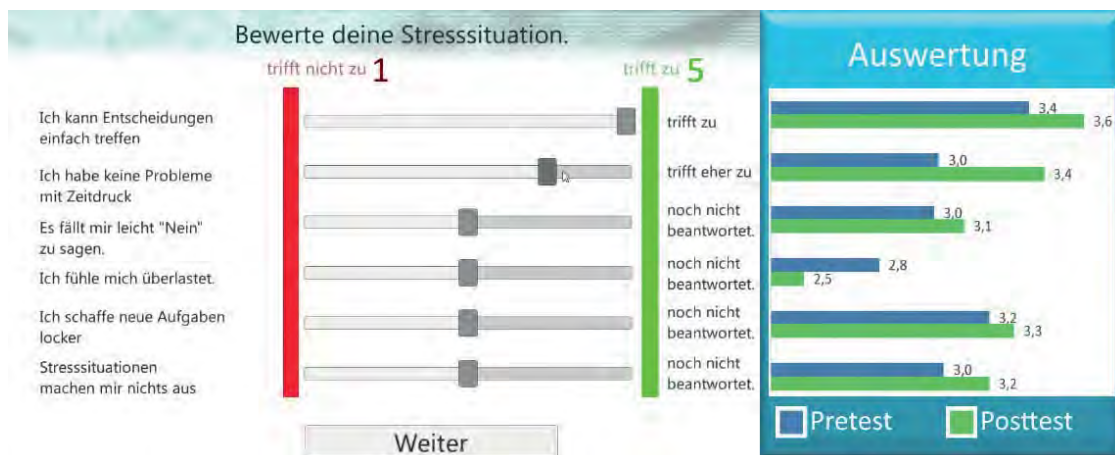 Bewerte deine Stresssituation.
trifft nicht zu 1
trifft zu 5
Ich kann Entscheidungen
einfach treffen
trifft zu
Ich habe keine Probleme
mit Zeitdruck
trifft eher zu
Es fällt mir leicht "Nein"
zu sagen.
noch nicht
beantwortet.
Ich fühle mich überlastet.
noch nicht
beantwortet.
Ich schaffe neue Aufgaben
locker
noch nicht
beantwortet.
Stresssituationen
machen mir nichts aus
noch nicht
beantwortet.
Weiter
Auswertung
3,4
3,6
3,0
3,4
3,0
3,1
2,8
2,5
3,2
3,3
3,0
3,2
Pretest
Posttest